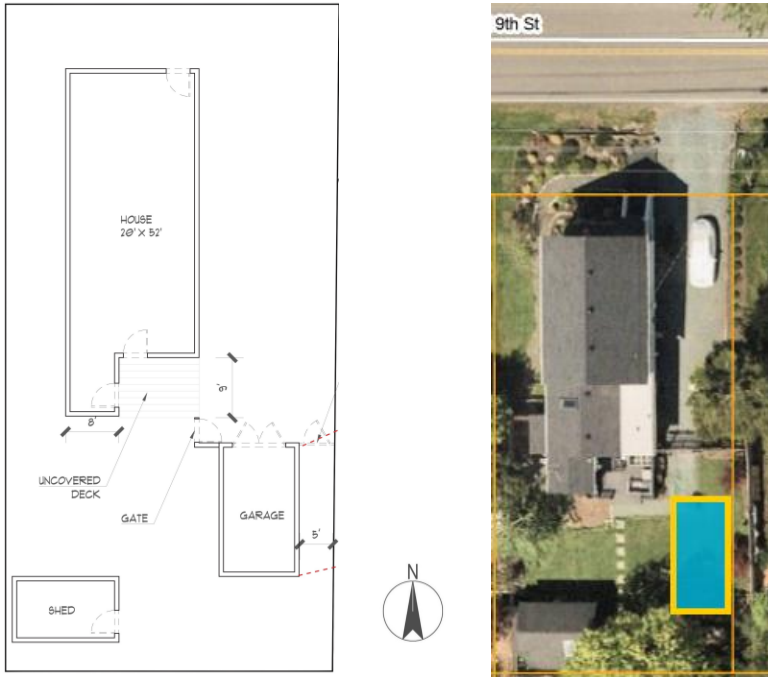 9th St
HOUSE
20' X 52'
9'
8'
UNCOVERED
DECK
GATE
GARAGE
5'
SHED
N